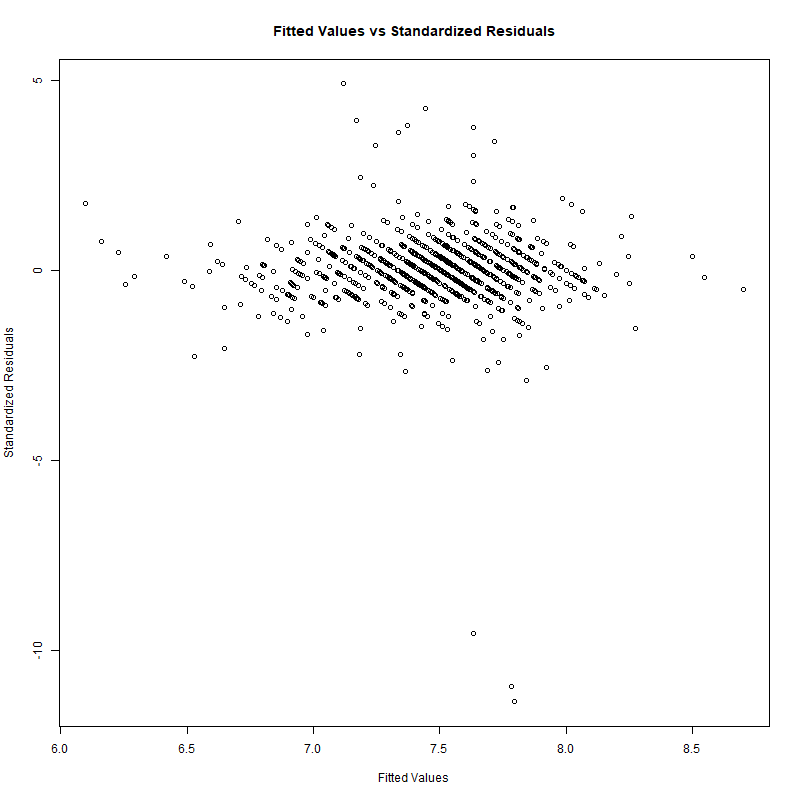 Fitted Values vs Standardized Residuals
Standardized Residuals
5
0
-5
-10
6.0 6.5 7.0 7.5 8.0 8.5
Fitted Values